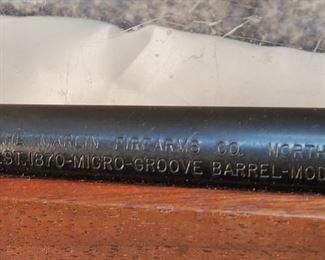 MARLIN FIREARMS CO. NORTH
EST.1870-MICRO-GROOVE BARREL-MOD